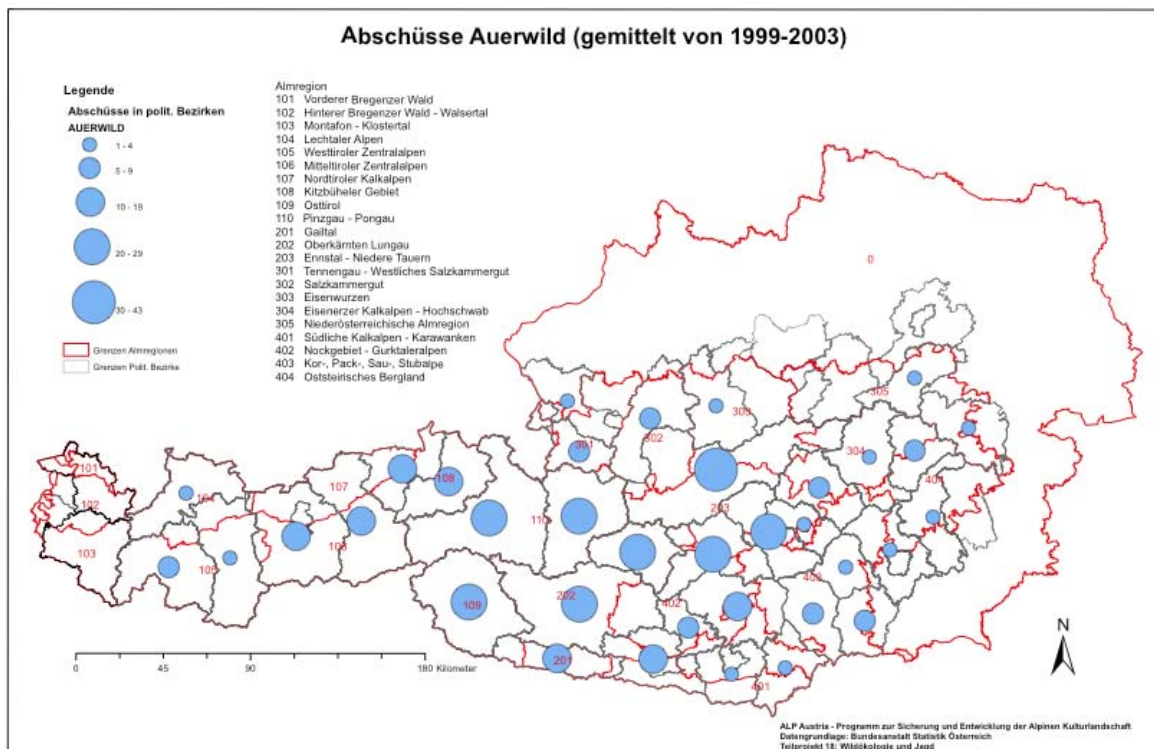 Abschüsse Auerwild (gemittelt von 1999-2003)
Legende
Abschüsse in polit. Bezirken
AUERWILD
1 - 4
5 - 9
10 - 19
20 - 29
30 - 43
Grenzen Almregionen
Grenzen Polit. Bezirke
Almregion
101 Vorderer Bregenzer Wald
102 Hinterer Bregenzer Wald - Walsertal
103 Montafon - Klostertal
104 Lechtaler Alpen
105 Westtiroler Zentralalpen
106 Mitteltiroler Zentralalpen
107 Nordtiroler Kalkalpen
108 Kitzbüheler Gebiet
109 Osttirol
110 Pinzgau - Pongau
201 Gailtal
202 Oberkärnten Lungau
203 Ennstal - Niedere Tauern
301 Tennengau - Westliches Salzkammergut
302 Salzkammergut
303 Eisenwurzen
304 Eisenerzer Kalkalpen - Hochschwab
305 Niederösterreichische Almregion
401 Südliche Kalkalpen - Karawanken
402 Nockgebiet - Gurktaleralpen
403 Kor-, Pack-, Sau-, Stubalpe
404 Oststeirisches Bergland
0
305
303
302
301
304
404
101
102
103
107
108
110
203
105
109
202
402
201
401
0 45 90 180 Kilometer
N
ALP Austria - Programm zur Sicherung und Entwicklung der Alpinen Kulturlandschaft
Datengrundlage: Bundesanstalt Statistik Österreich
Teilprojekt 18: Wildökologie und Jagd